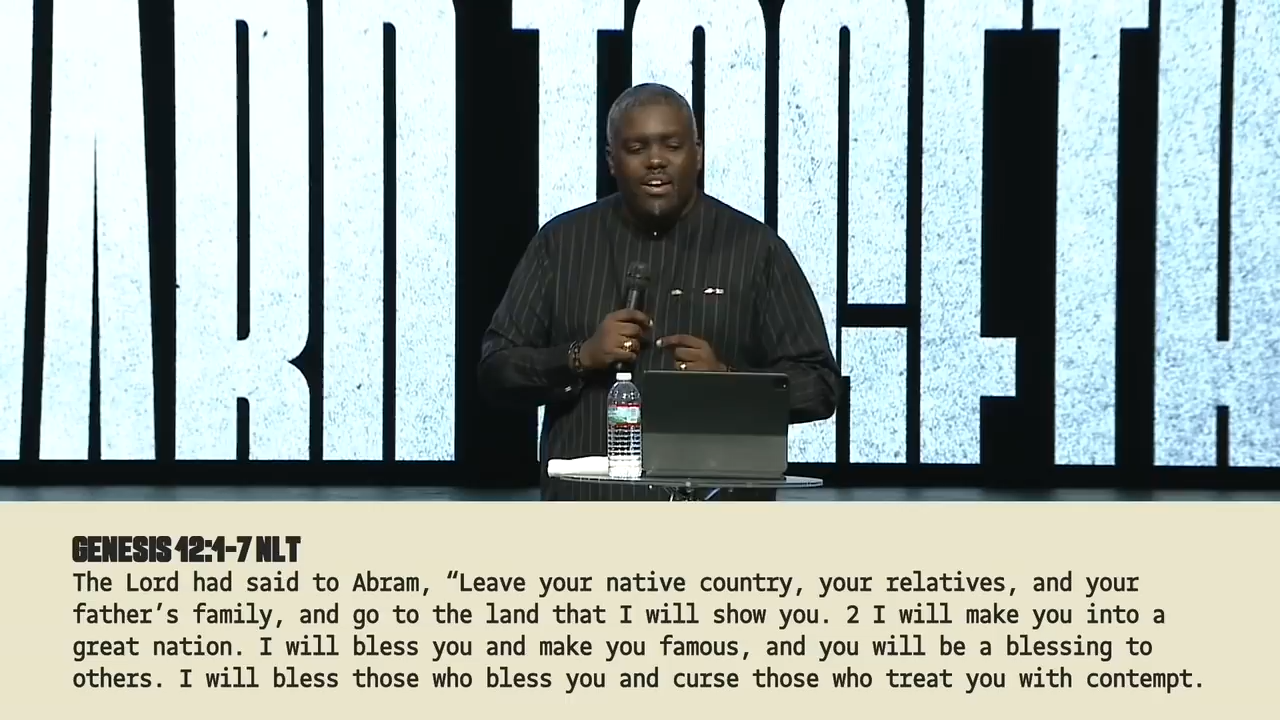 ARD TOGETH
GENESIS 12:1-7 NLT
The Lord had said to Abram, “Leave your native country, your relatives, and your
father’s family, and go to the land that I will show you. 2 I will make you into a
great nation. I will bless you and make you famous, and you will be a blessing to
others. I will bless those who bless you and curse those who treat you with contempt.